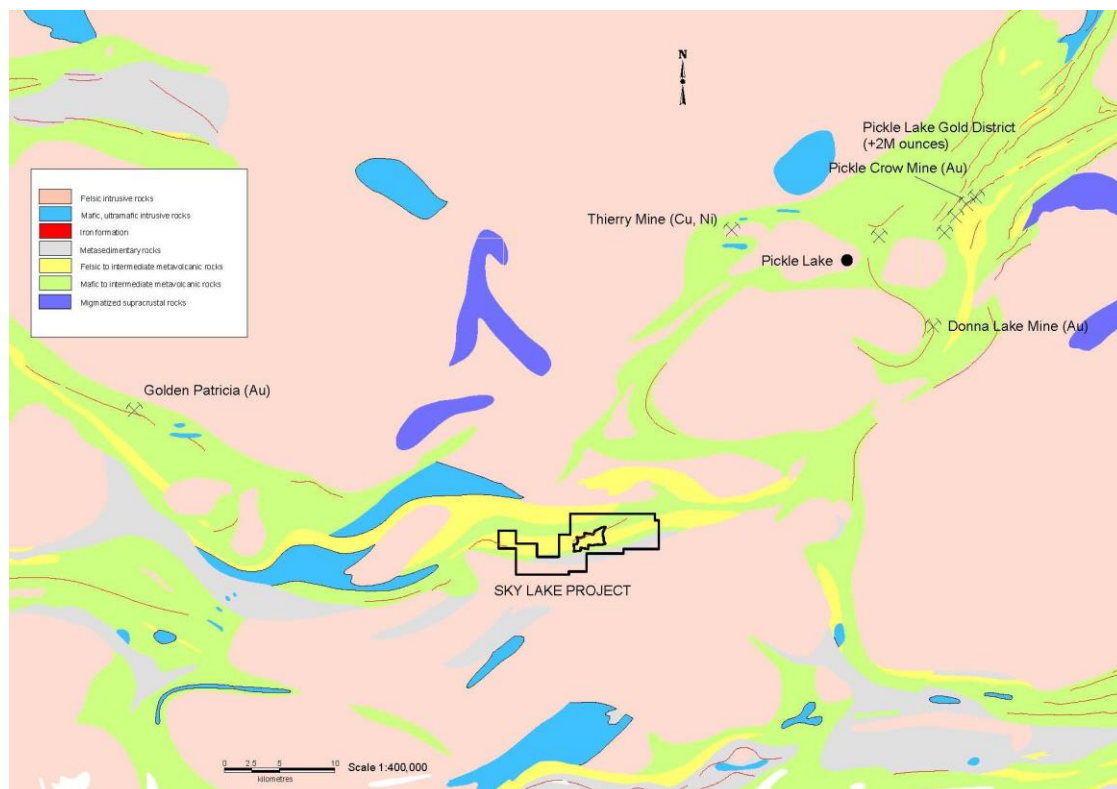 N
Pickle Lake Gold District
(+2M ounces)
Pickle Crow Mine (Au)
Felsic intrusive rocks
Mafic, ultramafic intrusive rocks
Iron formation
Metasedimentary rocks
Felsic to intermediate metavolcanic rocks
Mafic to intermediate metavolcanic rocks
Migmatized supracrustal rocks
Thierry Mine (Cu, Ni)
Pickle Lake
Donna Lake Mine (Au)
Golden Patricia (Au)
SKY LAKE PROJECT
0 2.5 5 10
kilometres
Scale 1:400,000